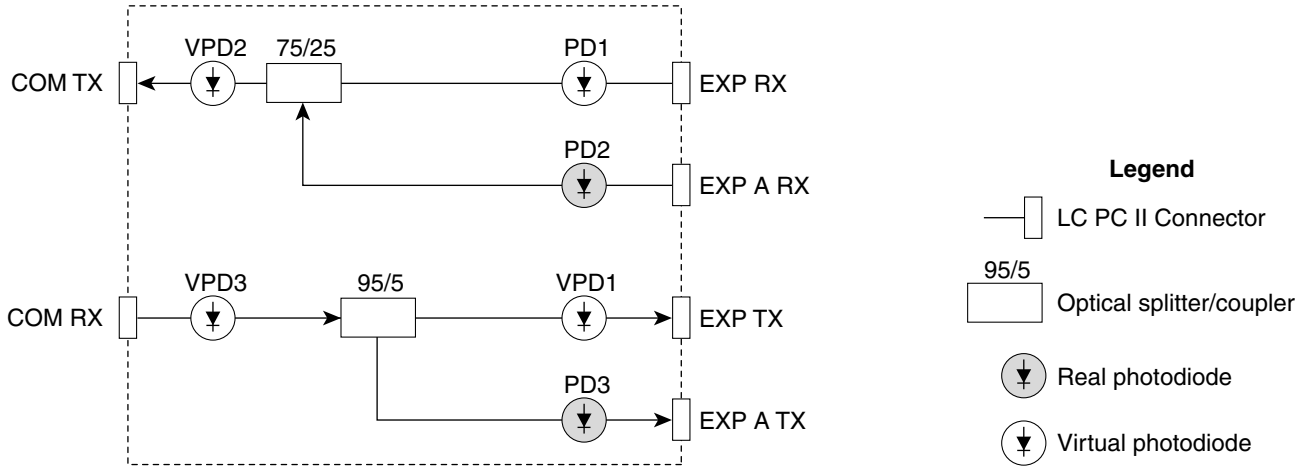 VPD2
75/25
PD1
COM TX
EXP RX
PD2
EXP A RX
VPD3
95/5
VPD1
COM RX
EXP TX
PD3
EXP A TX
Legend
LC PC II Connector
95/5
Optical splitter/coupler
Real photodiode
Virtual photodiode